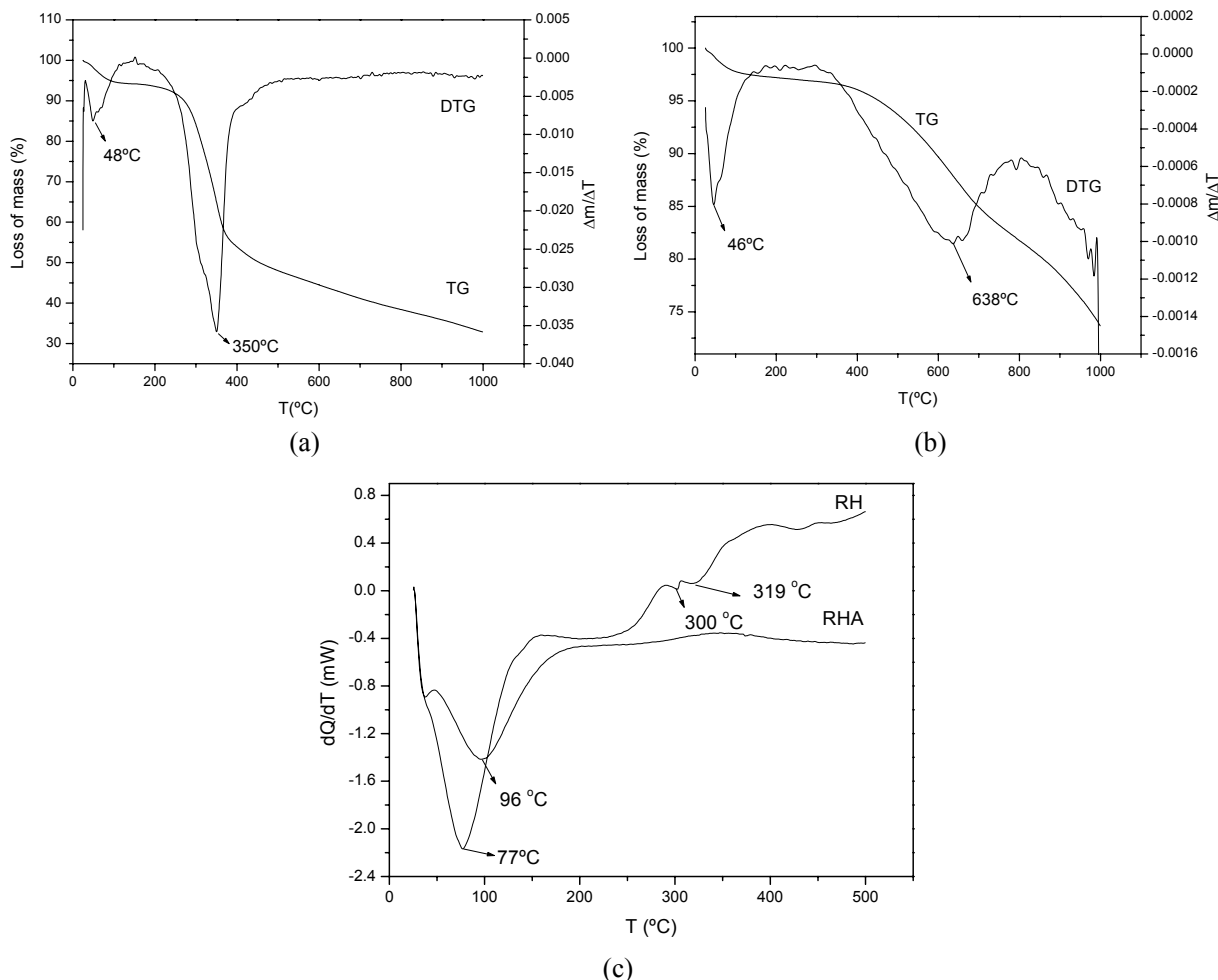 110
100
90
80
70
60
50
40
30
Loss of mass (%)
0 200 400 600 800 1000
T(ºC)
0.005
0.000
-0.005
-0.010
-0.015
-0.020
-0.025
-0.030
-0.035
-0.040
Δm/ΔT
48ºC
350ºC
DTG
TG
(a)
100
95
90
85
80
75
Loss of mass (%)
0 200 400 600 800 1000
T(ºC)
0.0002
0.0000
-0.0002
-0.0004
-0.0006
-0.0008
-0.0010
-0.0012
-0.0014
-0.0016
Δm/ΔT
TG
DTG
46ºC
638ºC
(b)
0.8
0.4
0.0
-0.4
-0.8
-1.2
-1.6
-2.0
-2.4
dQ/dT (mW)
0 100 200 300 400 500
T (ºC)
RH
319 °C
300 °C
RHA
96 °C
77ºC
(c)